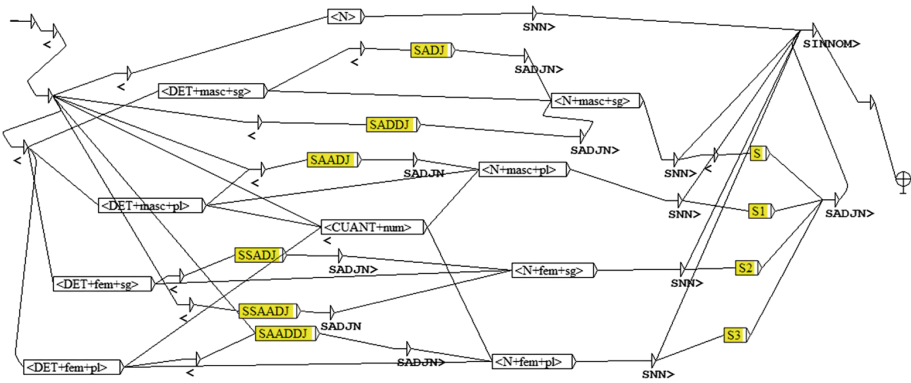 <N>
SNN>
<
<
SINNOM>
SADJ
<
SADJN>
<DET+masc+sg>
<N+masc+sg>
<
SADDJ
SADJN>
<
SAADJ
SADJN
<N+masc+pl>
<
SNN>
<
S
<DET+masc+pl>
<CUANT+num>
<
SNN>
S1
SADJN>
SSADJ
SADJN>
<DET+fem+sg>
<
<N+fem+sg>
SNN>
S2
<
SSAADJ
SADJN
SAADDJ
S3
<DET+fem+pl>
<
SADJN>
<N+fem+pl>
SNN>